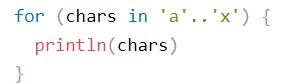 for (chars in 'a'..'x') {
  println(chars)
}